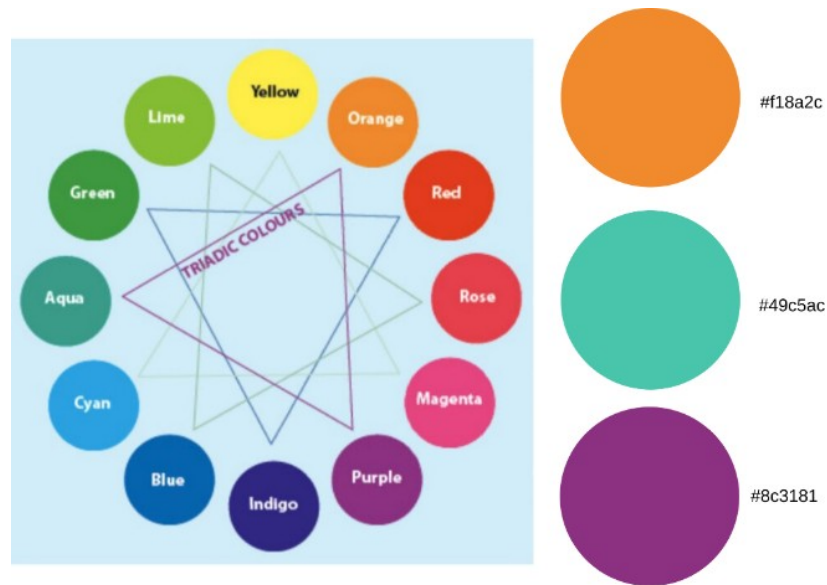 Yellow
Orange
Red
Rose
Magenta
Purple
Indigo
Blue
Cyan
Aqua
Green
Lime
TRIADIC COLOURS
#f18a2c
#49c5ac
#8c3181